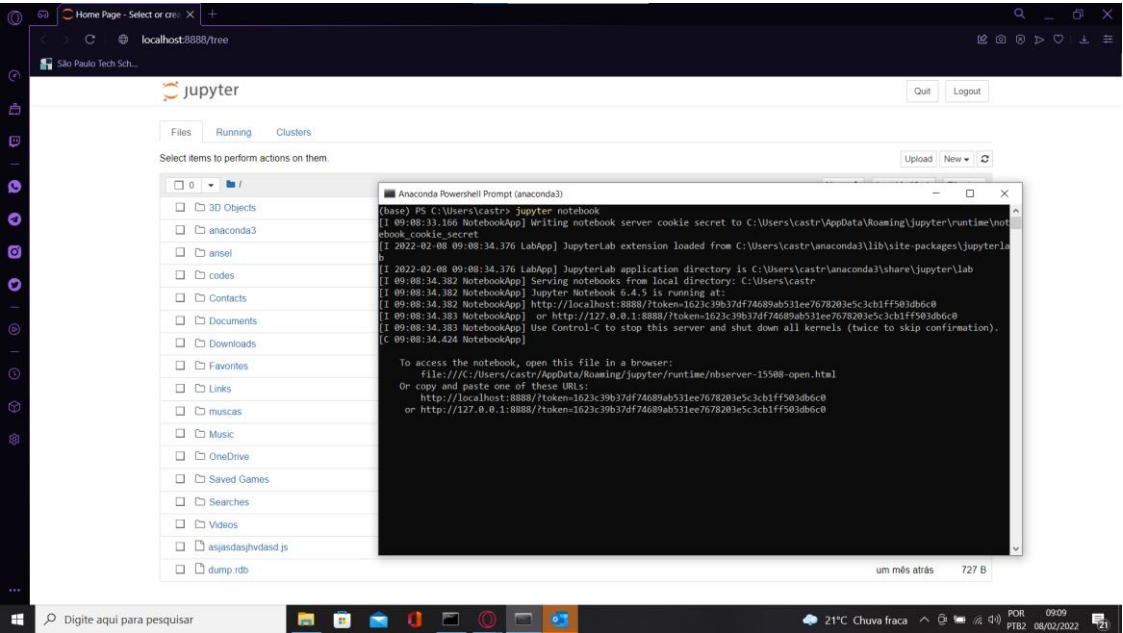 Home Page - Select or crea
localhost:8888/tree
São Paulo Tech Sch...
jupyter
Quit
Logout
Files
Running
Clusters
Select items to perform actions on them.
Upload
New
0
/
3D Objects
anaconda3
ansel
codes
Contacts
Documents
Downloads
Favorites
Links
muscas
Music
OneDrive
Saved Games
Searches
Videos
asjasdasjhvdasd.js
dump.rdb
um mês atrás
727 B
Anaconda Powershell Prompt (anaconda3)
(base) PS C:\Users\castr> jupyter notebook
[I 09:08:33.166 NotebookApp] Writing notebook server cookie secret to C:\Users\castr\AppData\Roaming\jupyter\runtime\not
ebook_cookie_secret
[I 2022-02-08 09:08:34.376 LabApp] JupyterLab extension loaded from C:\Users\castr\anaconda3\lib\site-packages\jupyterla
b
[I 2022-02-08 09:08:34.376 LabApp] JupyterLab application directory is C:\Users\castr\anaconda3\share\jupyter\lab
[I 09:08:34.382 NotebookApp] Serving notebooks from local directory: C:\Users\castr
[I 09:08:34.382 NotebookApp] Jupyter Notebook 6.4.5 is running at:
[I 09:08:34.382 NotebookApp] http://localhost:8888/?token=1623c39b37df74689ab531ee7678203e5c3cb1ff503db6c0
[I 09:08:34.383 NotebookApp]  or http://127.0.0.1:8888/?token=1623c39b37df74689ab531ee7678203e5c3cb1ff503db6c0
[I 09:08:34.383 NotebookApp] Use Control-C to stop this server and shut down all kernels (twice to skip confirmation).
[C 09:08:34.424 NotebookApp]
To access the notebook, open this file in a browser:
file:///C:/Users/castr/AppData/Roaming/jupyter/runtime/nbserver-15508-open.html
Or copy and paste one of these URLs:
http://localhost:8888/?token=1623c39b37df74689ab531ee7678203e5c3cb1ff503db6c0
or http://127.0.0.1:8888/?token=1623c39b37df74689ab531ee7678203e5c3cb1ff503db6c0
Digite aqui para pesquisar
21°C Chuva fraca
POR
PTB2
09:09
08/02/2022
21